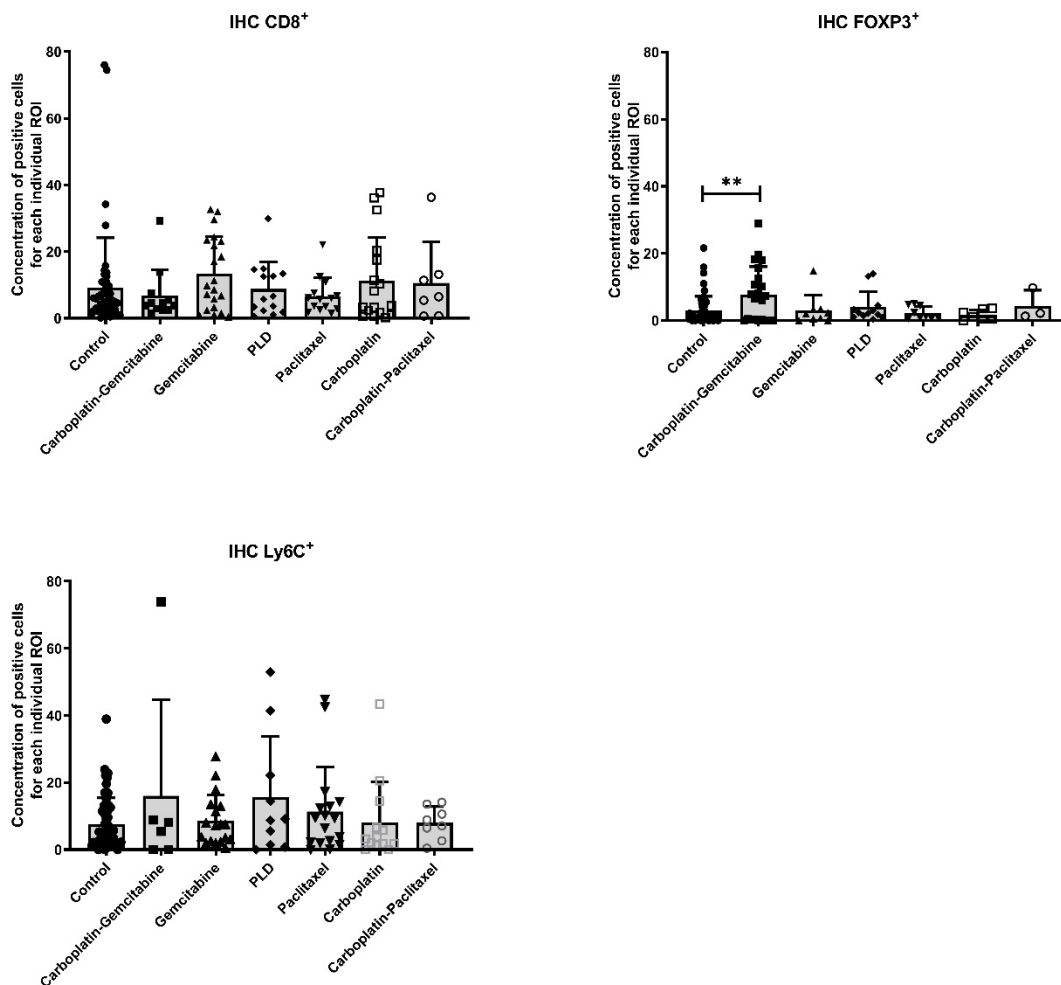 IHC CD8+
Concentration of positive cells
for each individual ROI
80
60
40
20
0
Control
Carboplatin-Gemcitabine
Gemcitabine
PLD
Paclitaxel
Carboplatin
Carboplatin-Paclitaxel
IHC FOXP3+
Concentration of positive cells
for each individual ROI
80
60
40
20
0
**
Control
Carboplatin-Gemcitabine
Gemcitabine
PLD
Paclitaxel
Carboplatin
Carboplatin-Paclitaxel
IHC Ly6C+
Concentration of positive cells
for each individual ROI
80
60
40
20
0
Control
Carboplatin-Gemcitabine
Gemcitabine
PLD
Paclitaxel
Carboplatin
Carboplatin-Paclitaxel